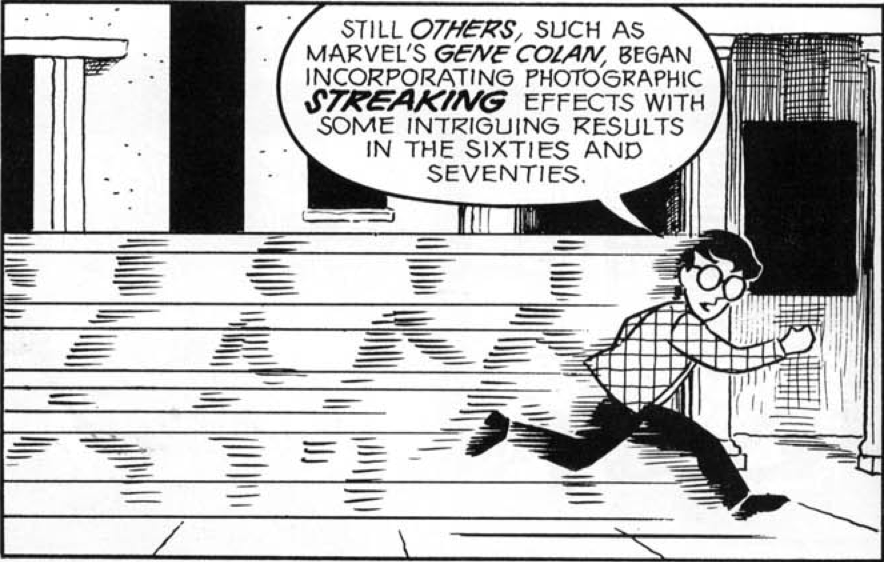 STILL OTHERS, SUCH AS
MARVEL'S GENE COLAN, BEGAN
INCORPORATING PHOTOGRAPHIC
STREAKING EFFECTS WITH
SOME INTRIGUING RESULTS
IN THE SIXTIES AND
SEVENTIES.